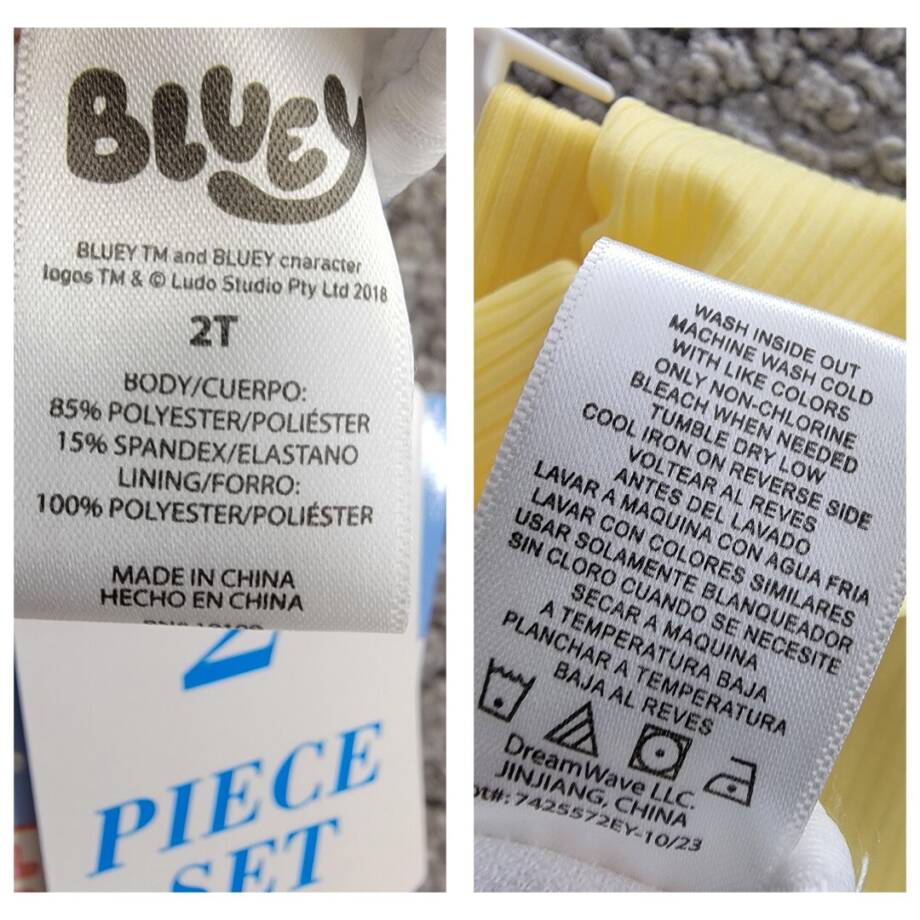 BLUEY
BLUEY TM and BLUEY character
logos TM & © Ludo Studio Pty Ltd 2018
2T
BODY/CUERPO:
85% POLYESTER/POLIÉSTER
15% SPANDEX/ELASTANO
LINING/FORRO:
100% POLYESTER/POLIÉSTER
MADE IN CHINA
HECHO EN CHINA
2
PIECE
SET
WASH INSIDE OUT
MACHINE WASH COLD
WITH LIKE COLORS
ONLY NON-CHLORINE
BLEACH WHEN NEEDED
TUMBLE DRY LOW
COOL IRON ON REVERSE SIDE
VOLTEAR AL REVES
ANTES DEL LAVADO
LAVAR A MAQUINA CON AGUA FRIA
LAVAR CON COLORES SIMILARES
USAR SOLAMENTE BLANQUEADOR
SIN CLORO CUANDO SE NECESITE
SECAR A MAQUINA
A TEMPERATURA BAJA
PLANCHAR A TEMPERATURA
BAJA AL REVES
DreamWave LLC.
JINJIANG, CHINA
ot#: 7425572EY-10/23